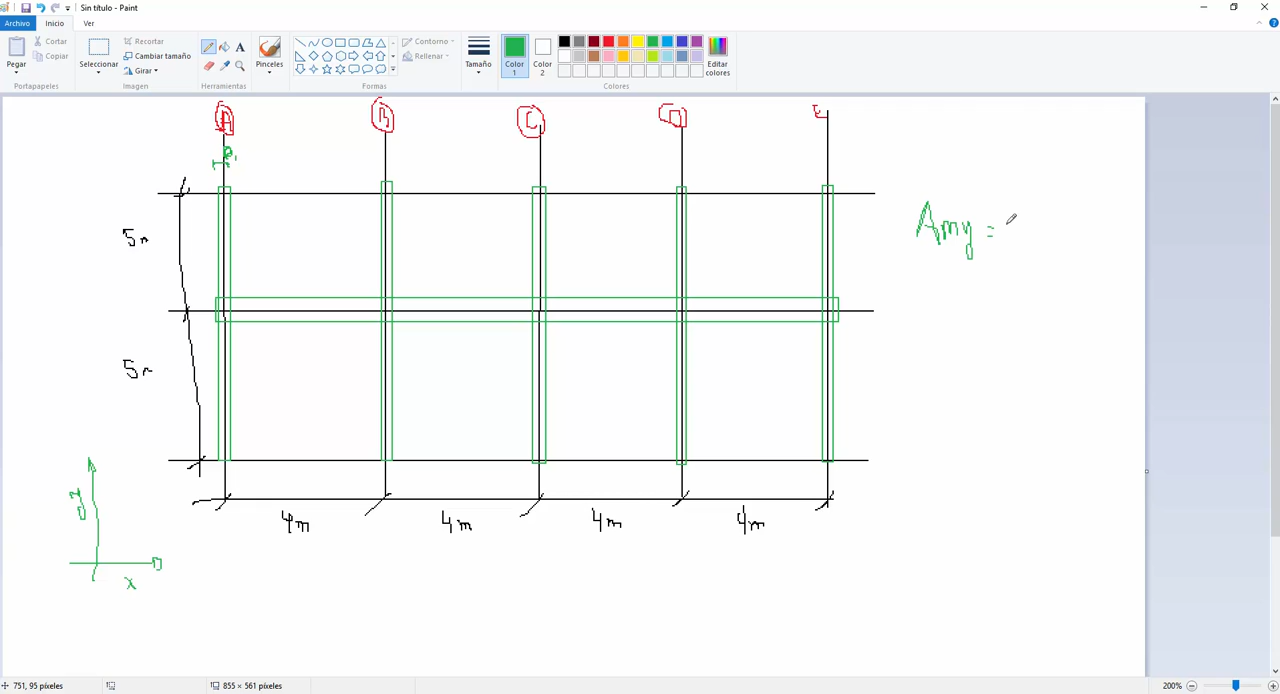 Sin título - Paint
Archivo Inicio Ver
Pegar
Cortar
Copiar
Portapapeles
Seleccionar
Recortar
Cambiar tamaño
Girar
Imagen
A
Herramientas
Pinceles
Contorno
Rellenar
Formas
Tamaño
Color
1
Color
2
Editar
colores
Colores
A B C D E
5m
Amy =
5m
4m 4m 4m 4m
y
x
751, 95 píxeles
855 × 561 píxeles
200%